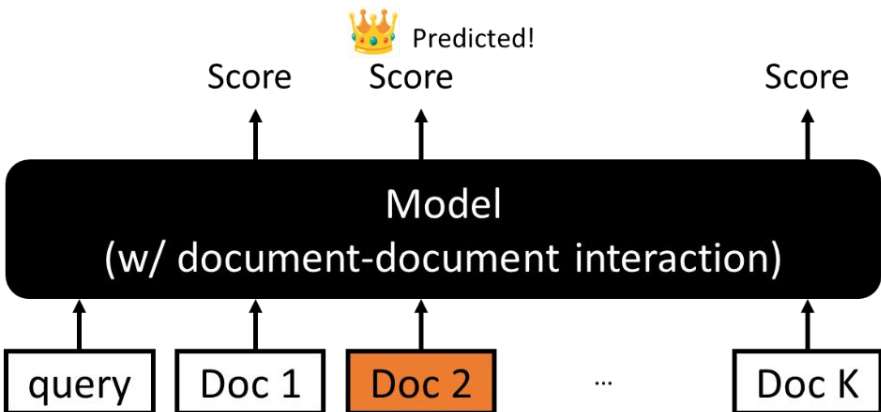 Predicted!
Score Score Score
Model
(w/ document-document interaction)
query Doc 1 Doc 2 ... Doc K